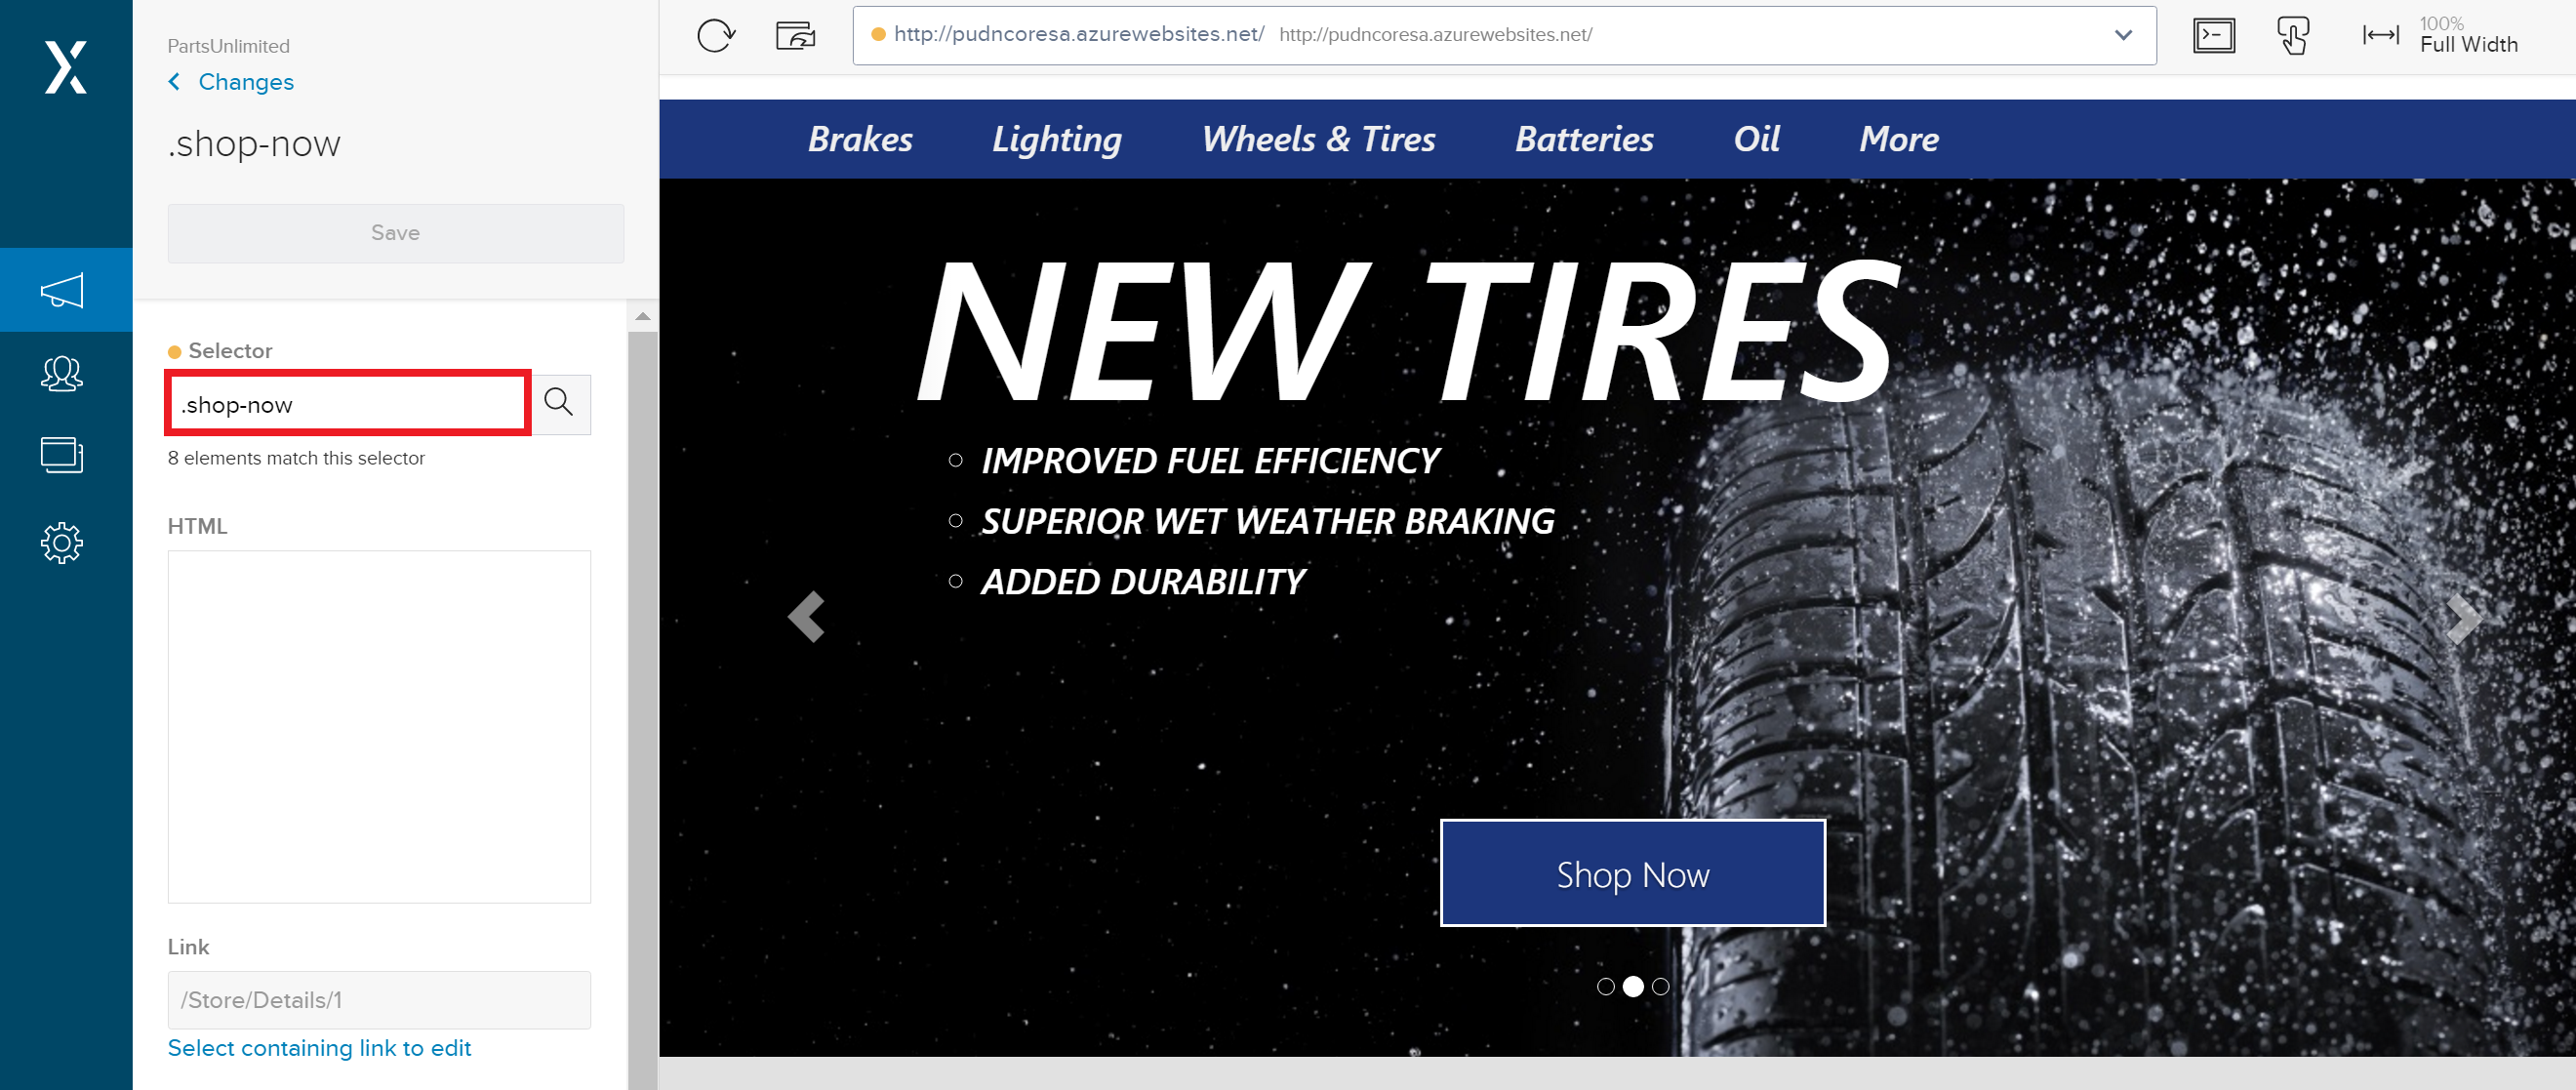 PartsUnlimited
Changes
.shop-now
Save
Selector
.shop-now
8 elements match this selector
HTML
Link
/Store/Details/1
Select containing link to edit
http://pudncoresa.azurewebsites.net/ http://pudncoresa.azurewebsites.net/
100%
Full Width
Brakes Lighting Wheels & Tires Batteries Oil More
NEW TIRES
IMPROVED FUEL EFFICIENCY
SUPERIOR WET WEATHER BRAKING
ADDED DURABILITY
Shop Now